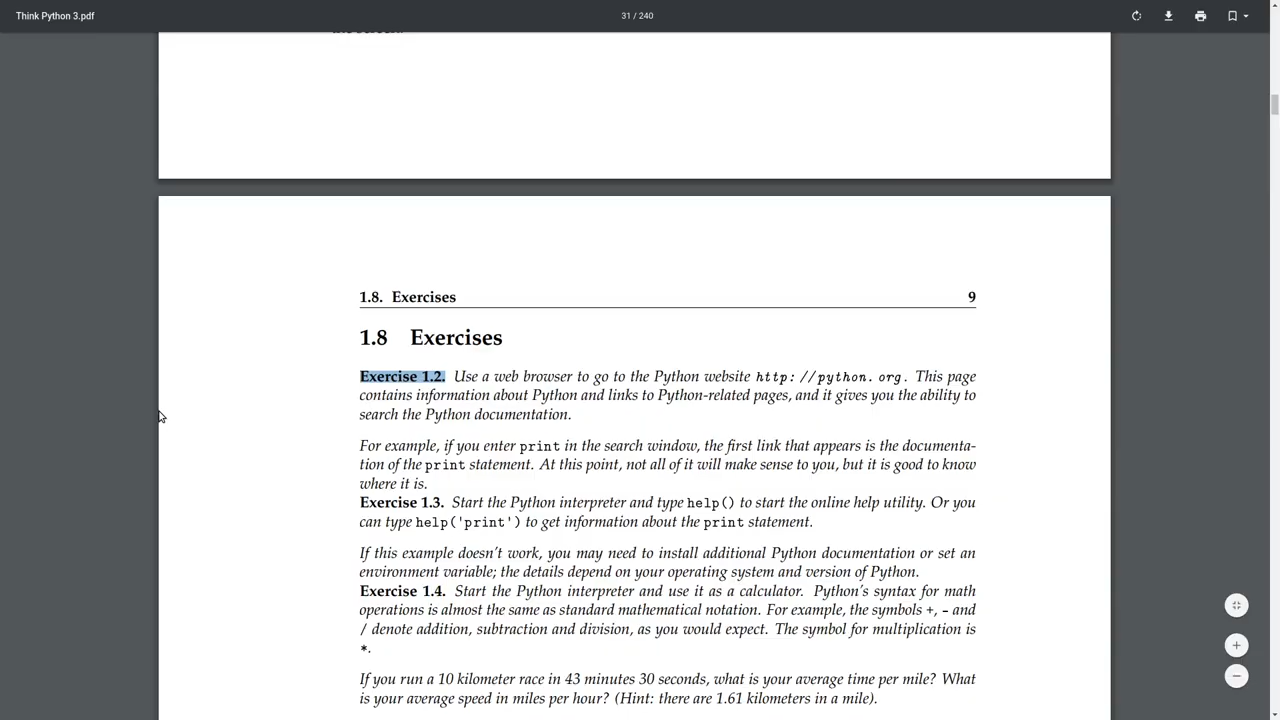 Think Python 3.pdf
31 / 240
1.8. Exercises 9
1.8 Exercises
Exercise 1.2. Use a web browser to go to the Python website http://python.org. This page
contains information about Python and links to Python-related pages, and it gives you the ability to
search the Python documentation.
For example, if you enter print in the search window, the first link that appears is the documenta-
tion of the print statement. At this point, not all of it will make sense to you, but it is good to know
where it is.
Exercise 1.3. Start the Python interpreter and type help() to start the online help utility. Or you
can type help('print') to get information about the print statement.
If this example doesn't work, you may need to install additional Python documentation or set an
environment variable; the details depend on your operating system and version of Python.
Exercise 1.4. Start the Python interpreter and use it as a calculator. Python's syntax for math
operations is almost the same as standard mathematical notation. For example, the symbols +, - and
/ denote addition, subtraction and division, as you would expect. The symbol for multiplication is
*.
If you run a 10 kilometer race in 43 minutes 30 seconds, what is your average time per mile? What
is your average speed in miles per hour? (Hint: there are 1.61 kilometers in a mile).